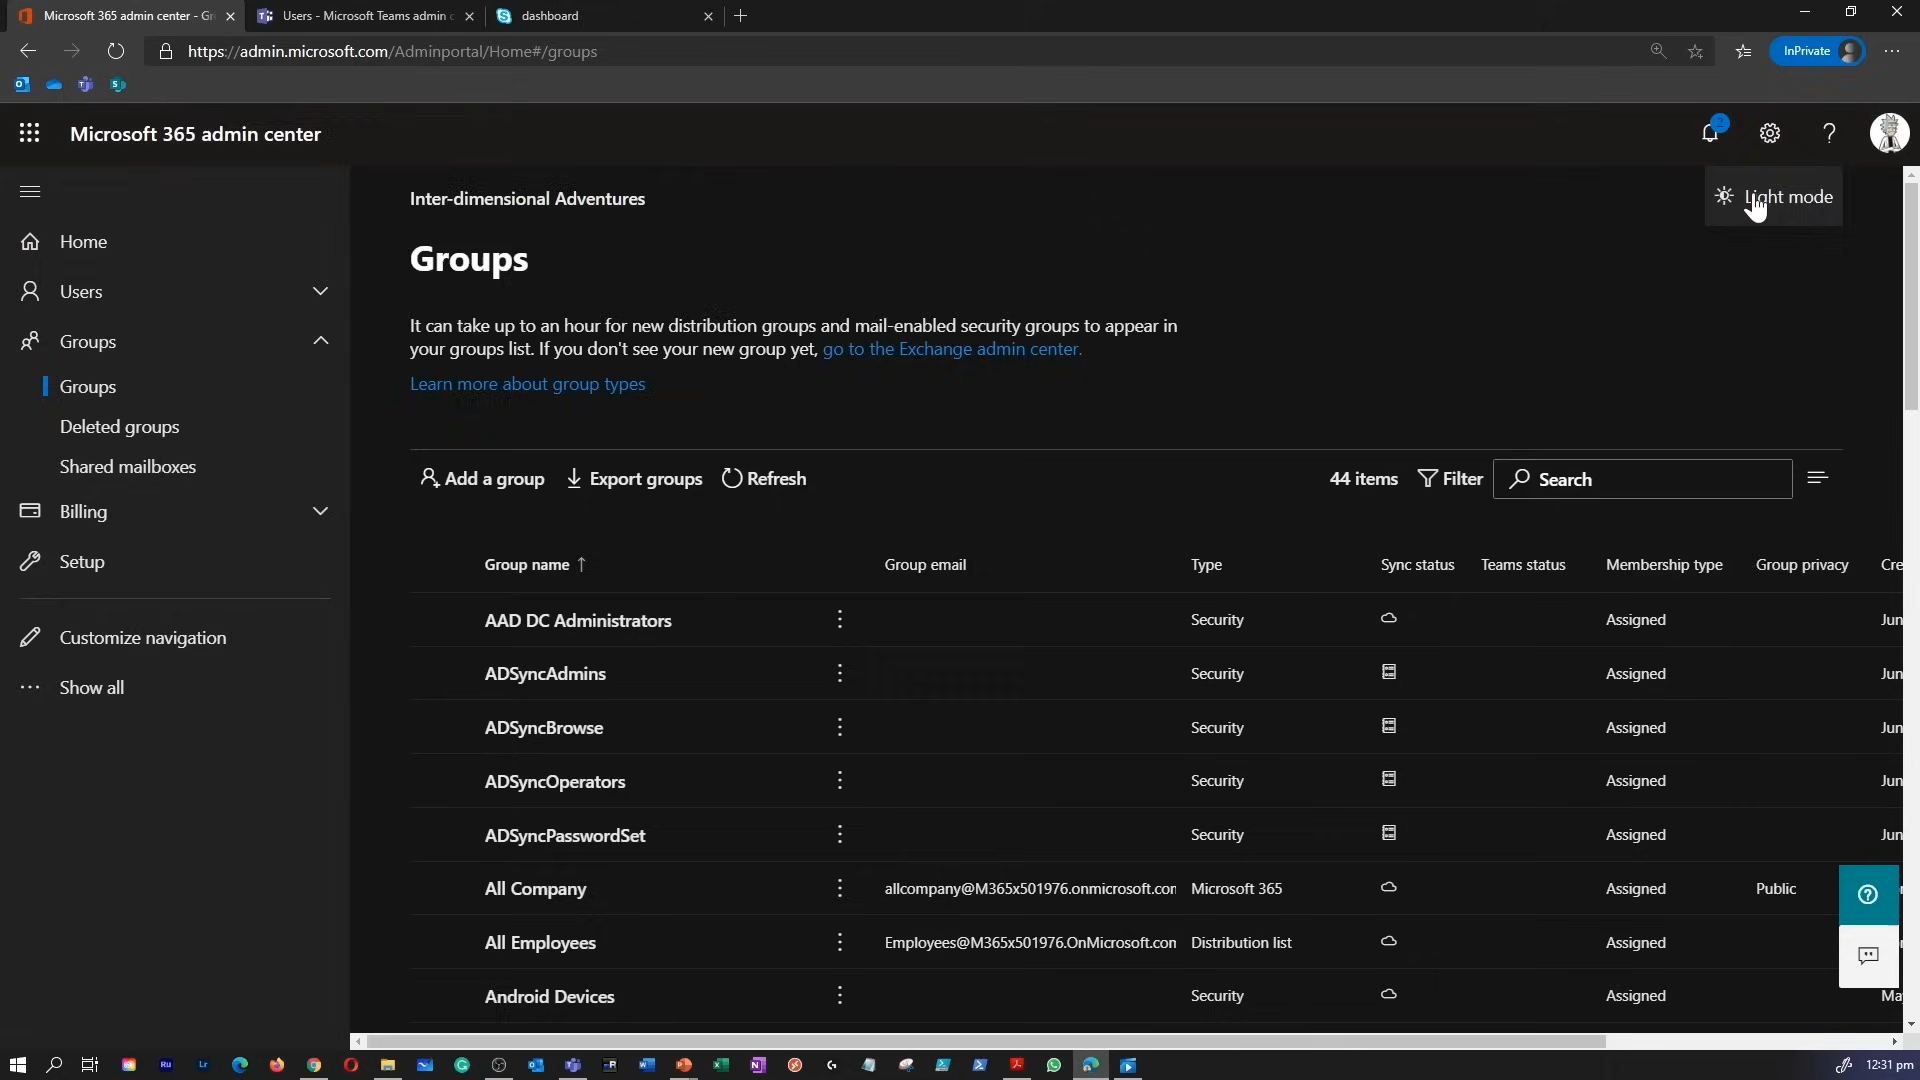 Microsoft 365 admin center - Gr
Users - Microsoft Teams admin c
dashboard
https://admin.microsoft.com/Adminportal/Home#/groups
InPrivate
Microsoft 365 admin center
2
Inter-dimensional Adventures
Light mode
Home
Users
Groups
Groups
Deleted groups
Shared mailboxes
Billing
Setup
Customize navigation
Show all
Groups
It can take up to an hour for new distribution groups and mail-enabled security groups to appear in
your groups list. If you don't see your new group yet, go to the Exchange admin center.
Learn more about group types
Add a group Export groups Refresh 44 items Filter Search
Group name ↑ Group email Type Sync status Teams status Membership type Group privacy Cre
AAD DC Administrators Security Assigned Jun
ADSyncAdmins Security Assigned Jun
ADSyncBrowse Security Assigned Jun
ADSyncOperators Security Assigned Jun
ADSyncPasswordSet Security Assigned Jun
All Company allcompany@M365x501976.onmicrosoft.con Microsoft 365 Assigned Public
All Employees Employees@M365x501976.OnMicrosoft.con Distribution list Assigned
Android Devices Security Assigned Ma
12:31 pm